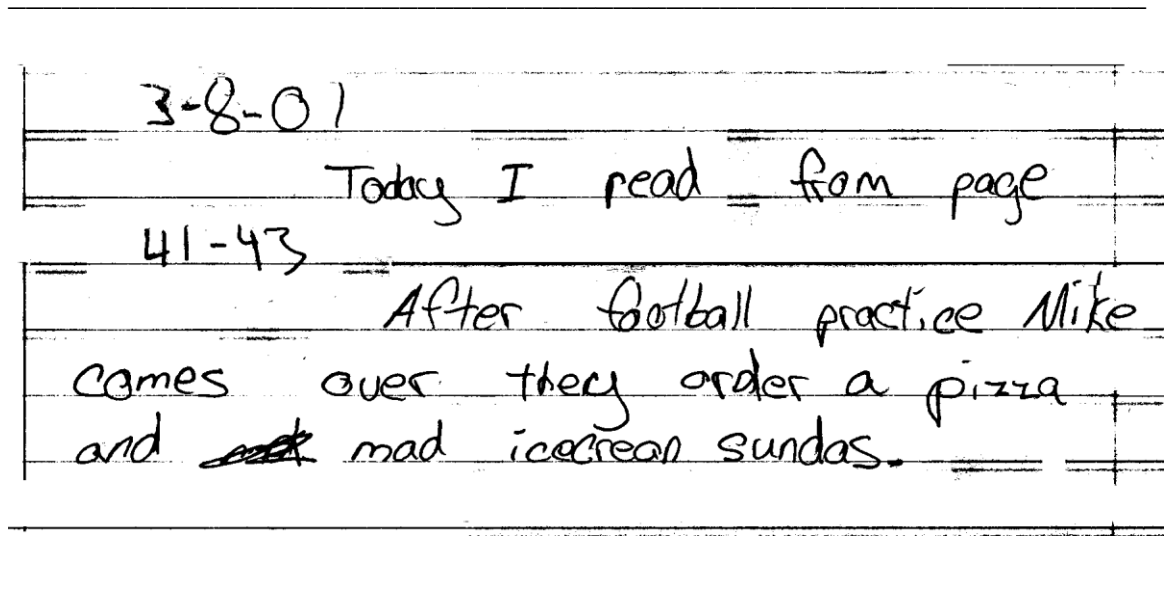 3-8-01
Today I read from page
41-43
After football practice Mike
comes over they order a pizza
and mad icecrean sundas.